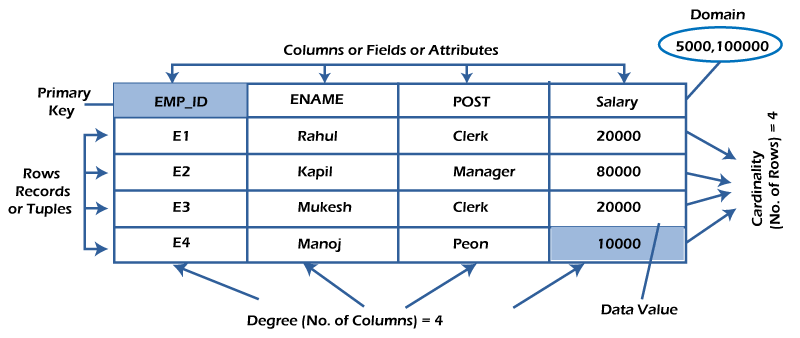 Domain
5000,100000
Columns or Fields or Attributes
Primary
Key
EMP_ID ENAME POST Salary
E1 Rahul Clerk 20000
E2 Kapil Manager 80000
E3 Mukesh Clerk 20000
E4 Manoj Peon 10000
Rows
Records
or Tuples
Cardinality
(No. of Rows) = 4
Data Value
Degree (No. of Columns) = 4